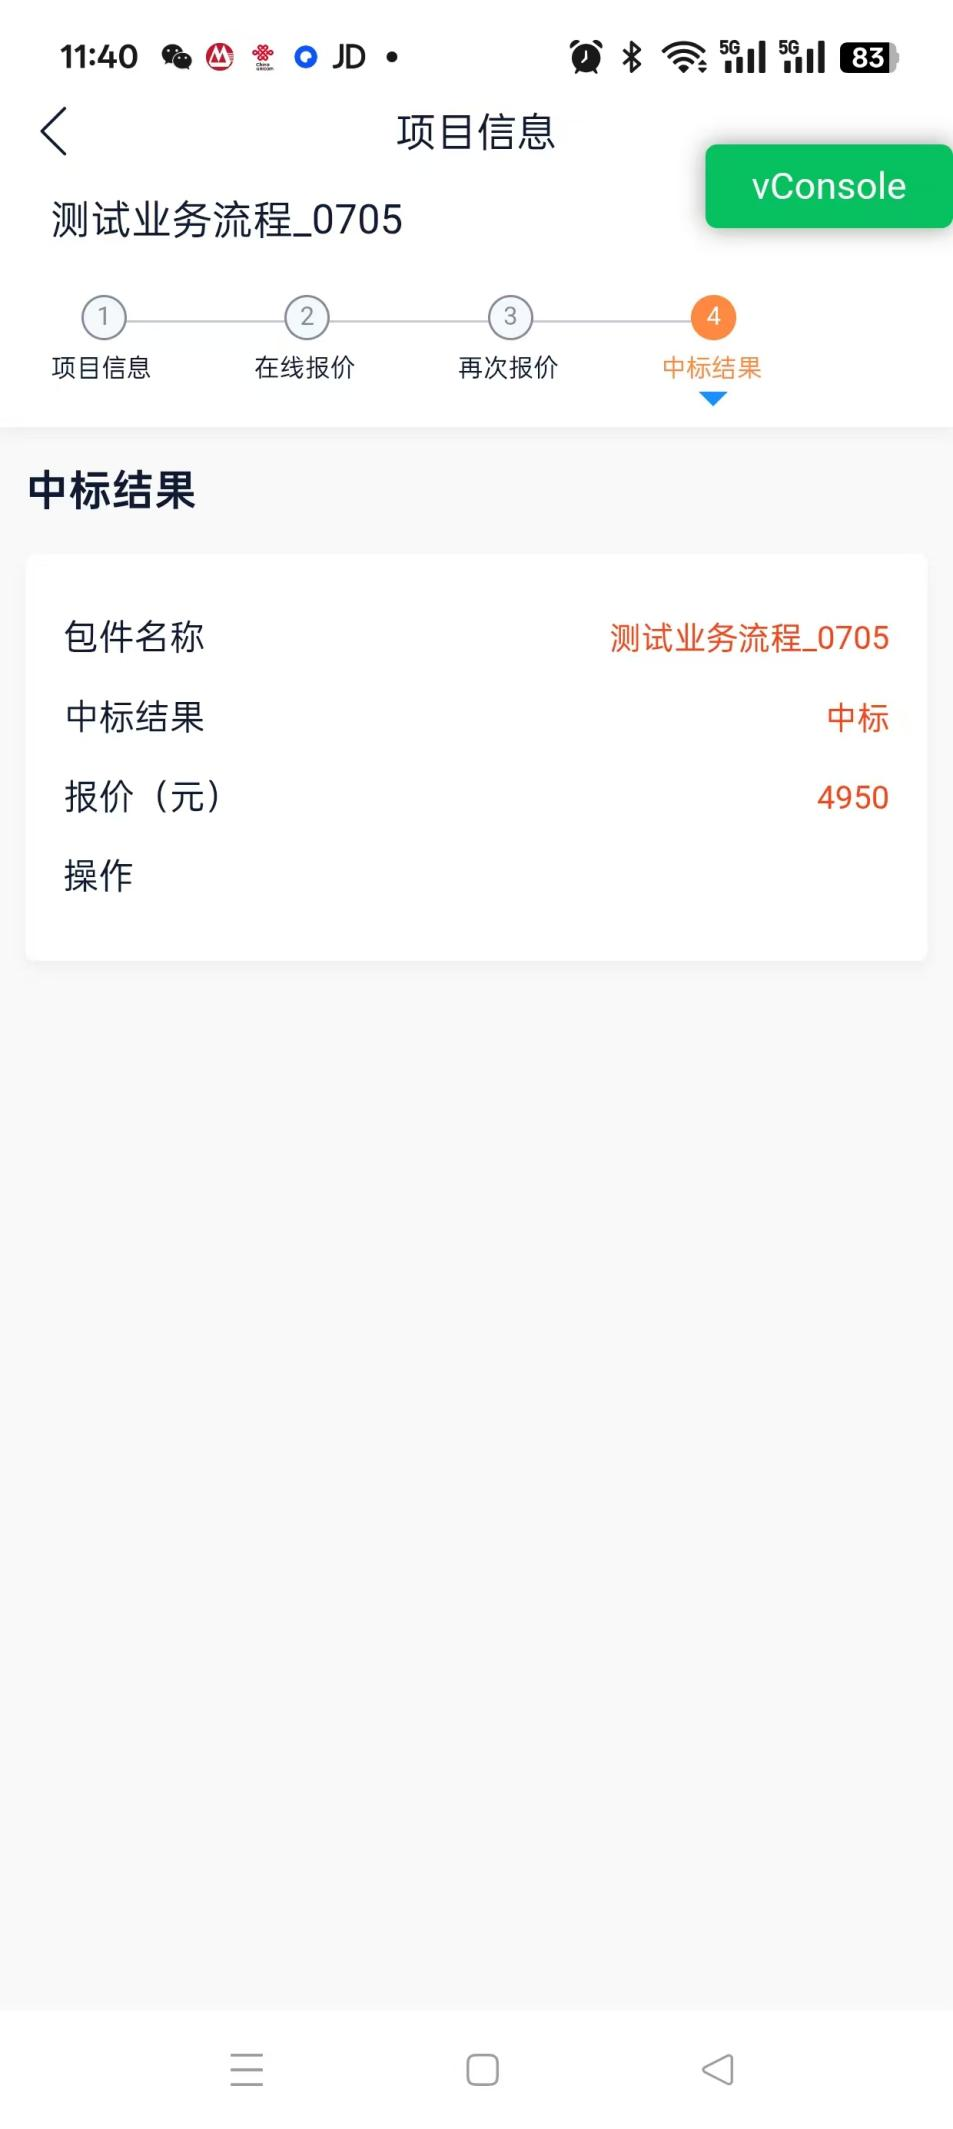 11:40 JD 5G 5G 83
项目信息
vConsole
测试业务流程_0705
1 2 3 4
项目信息 在线报价 再次报价 中标结果
中标结果
包件名称 测试业务流程_0705
中标结果 中标
报价（元） 4950
操作